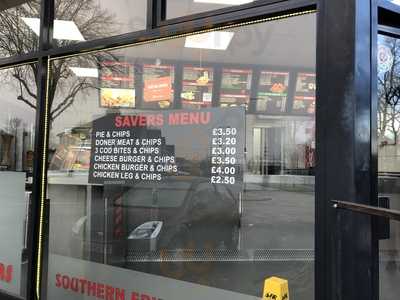 SAVERS MENU
PIE & CHIPS £3.50
DONER MEAT & CHIPS £3.20
3 COD BITES & CHIPS £3.00
CHEESE BURGER & CHIPS £3.50
CHICKEN BURGER & CHIPS £4.00
CHICKEN LEG & CHIPS £2.50
SOUTHERN